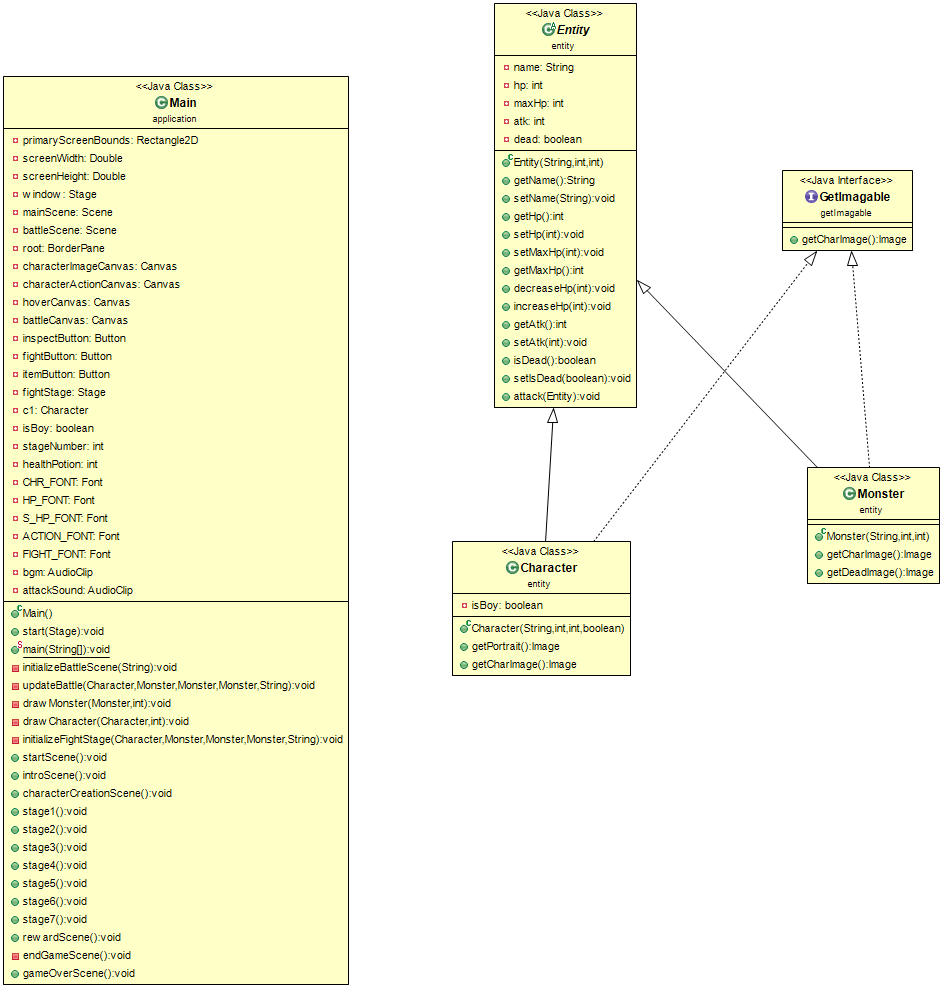 <<Java Class>>
Main
application
primaryScreenBounds: Rectangle2D
screenWidth: Double
screenHeight: Double
window: Stage
mainScene: Scene
battleScene: Scene
root: BorderPane
characterImageCanvas: Canvas
characterActionCanvas: Canvas
hoverCanvas: Canvas
battleCanvas: Canvas
inspectButton: Button
fightButton: Button
itemButton: Button
fightStage: Stage
c1: Character
isBoy: boolean
stageNumber: int
healthPotion: int
CHR_FONT: Font
HP_FONT: Font
S_HP_FONT: Font
ACTION_FONT: Font
FIGHT_FONT: Font
bgm: AudioClip
attackSound: AudioClip
Main()
start(Stage):void
main(String[]):void
initializeBattleScene(String):void
updateBattle(Character,Monster,Monster,Monster,String):void
drawMonster(Monster,int):void
drawCharacter(Character,int):void
initializeFightStage(Character,Monster,Monster,Monster,String):void
startScene():void
introScene():void
characterCreationScene():void
stage1():void
stage2():void
stage3():void
stage4():void
stage5():void
stage6():void
stage7():void
rewardScene():void
endGameScene():void
gameOverScene():void
<<Java Class>>
Entity
entity
name: String
hp: int
maxHp: int
atk: int
dead: boolean
Entity(String,int,int)
getName():String
setName(String):void
getHp():int
setHp(int):void
setMaxHp(int):void
getMaxHp():int
decreaseHp(int):void
increaseHp(int):void
getAtk():int
setAtk(int):void
isDead():boolean
setIsDead(boolean):void
attack(Entity):void
<<Java Interface>>
GetImagable
getImagable
getCharImage():Image
<<Java Class>>
Character
entity
isBoy: boolean
Character(String,int,int,boolean)
getPortrait():Image
getCharImage():Image
<<Java Class>>
Monster
entity
Monster(String,int,int)
getCharImage():Image
getDeadImage():Image